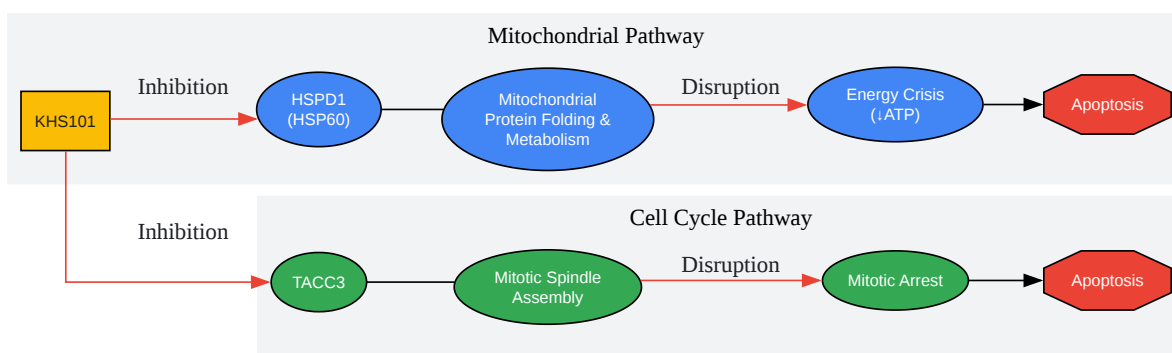 Mitochondrial Pathway
Inhibition
Disruption
KHS101
HSPD1
(HSP60)
Mitochondrial
Protein Folding &
Metabolism
Energy Crisis
(↓ATP)
Apoptosis
Cell Cycle Pathway
Inhibition
Disruption
TACC3
Mitotic Spindle
Assembly
Mitotic Arrest
Apoptosis